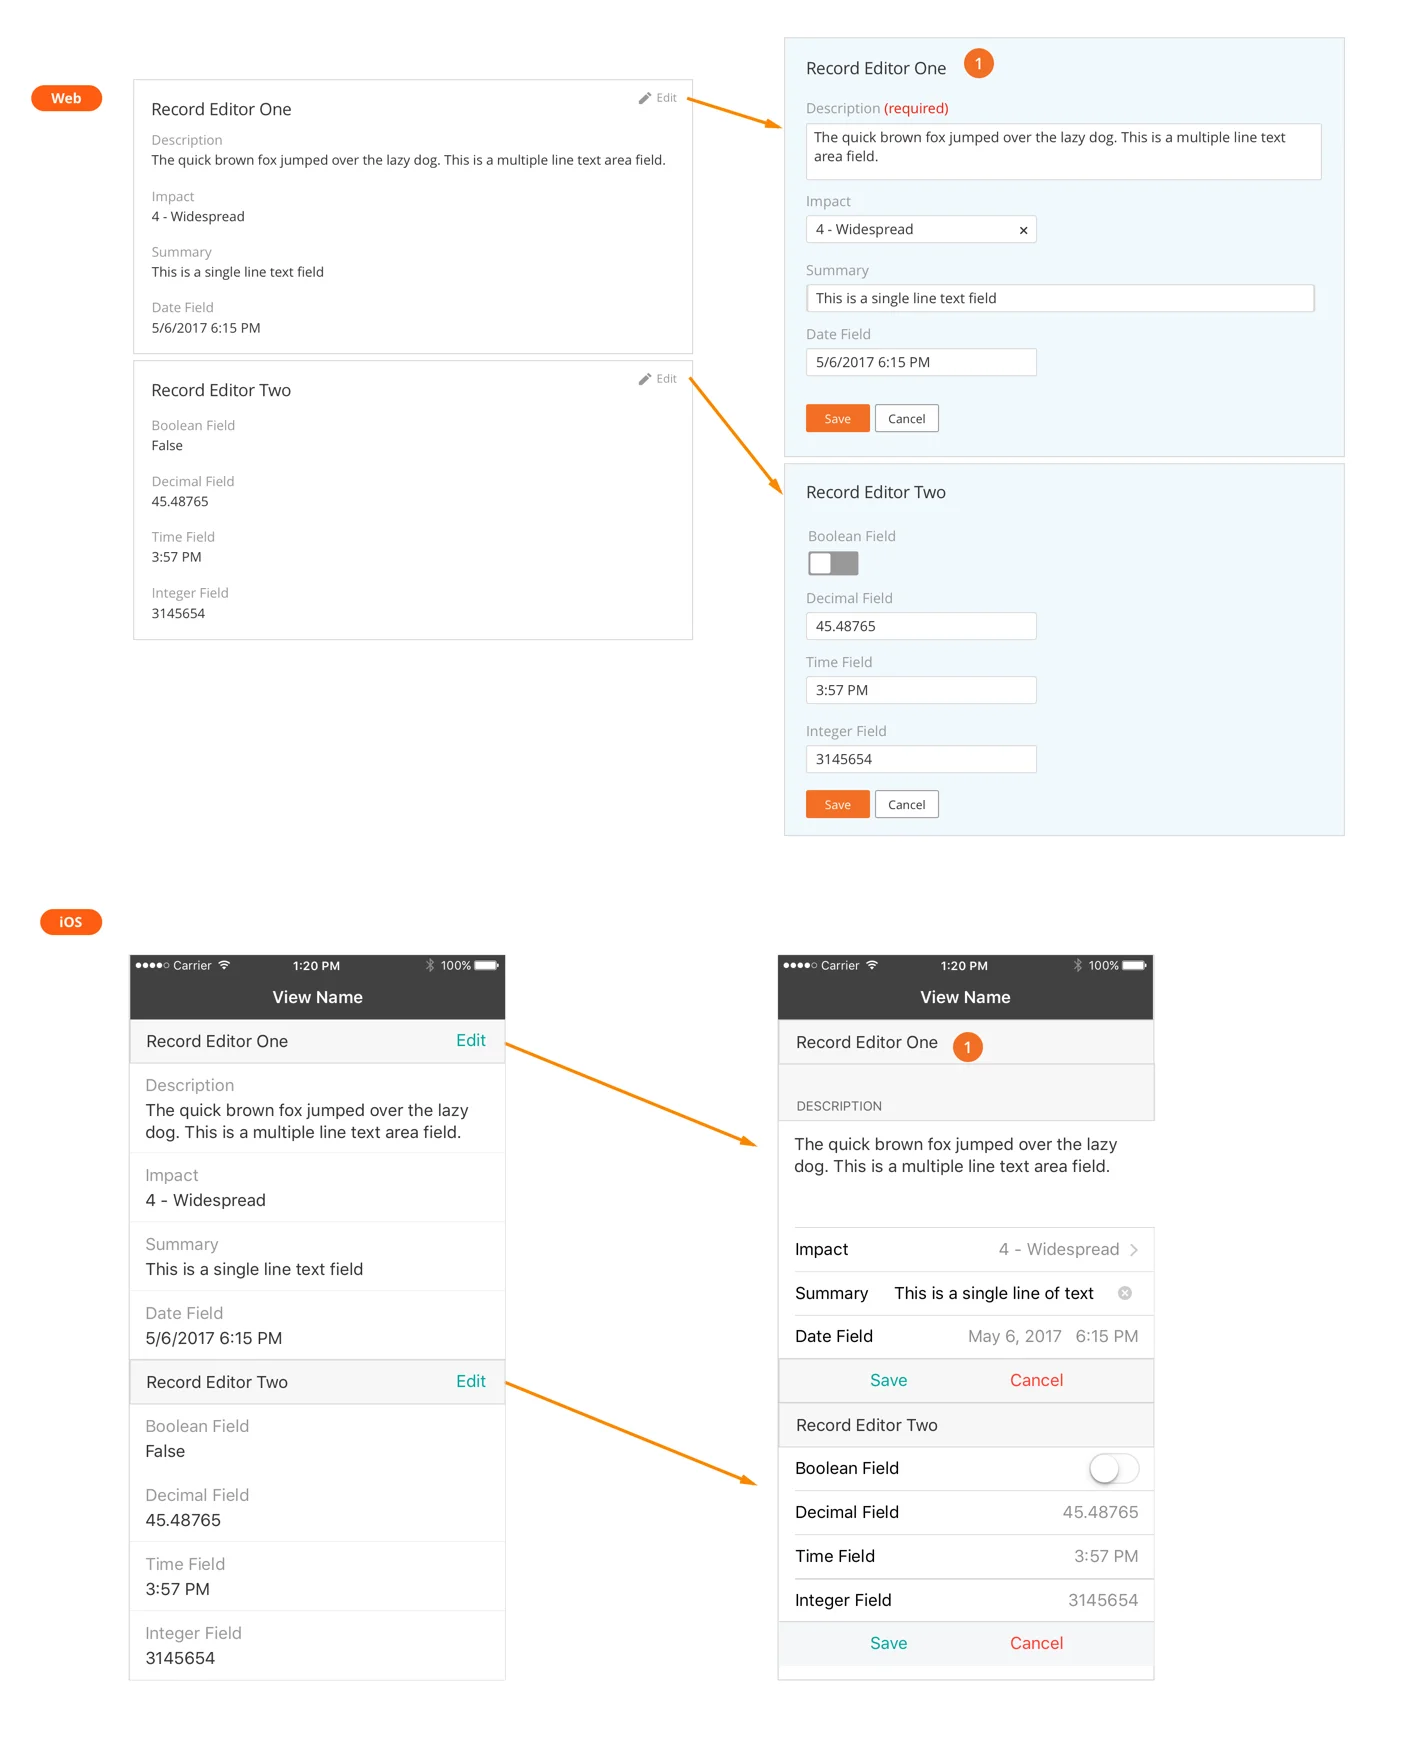 Web
Record Editor One
Edit
Description
The quick brown fox jumped over the lazy dog. This is a multiple line text area field.
Impact
4 - Widespread
Summary
This is a single line text field
Date Field
5/6/2017 6:15 PM
Record Editor Two
Edit
Boolean Field
False
Decimal Field
45.48765
Time Field
3:57 PM
Integer Field
3145654
Record Editor One
1
Description (required)
The quick brown fox jumped over the lazy dog. This is a multiple line text
area field.
Impact
4 - Widespread
Summary
This is a single line text field
Date Field
5/6/2017 6:15 PM
Save
Cancel
Record Editor Two
Boolean Field
Decimal Field
45.48765
Time Field
3:57 PM
Integer Field
3145654
Save
Cancel
iOS
Carrier
1:20 PM
100%
View Name
Record Editor One
Edit
Description
The quick brown fox jumped over the lazy
dog. This is a multiple line text area field.
Impact
4 - Widespread
Summary
This is a single line text field
Date Field
5/6/2017 6:15 PM
Record Editor Two
Edit
Boolean Field
False
Decimal Field
45.48765
Time Field
3:57 PM
Integer Field
3145654
Carrier
1:20 PM
100%
View Name
Record Editor One
1
DESCRIPTION
The quick brown fox jumped over the lazy
dog. This is a multiple line text area field.
Impact
4 - Widespread
Summary
This is a single line of text
Date Field
May 6, 2017 6:15 PM
Save
Cancel
Record Editor Two
Boolean Field
Decimal Field
45.48765
Time Field
3:57 PM
Integer Field
3145654
Save
Cancel